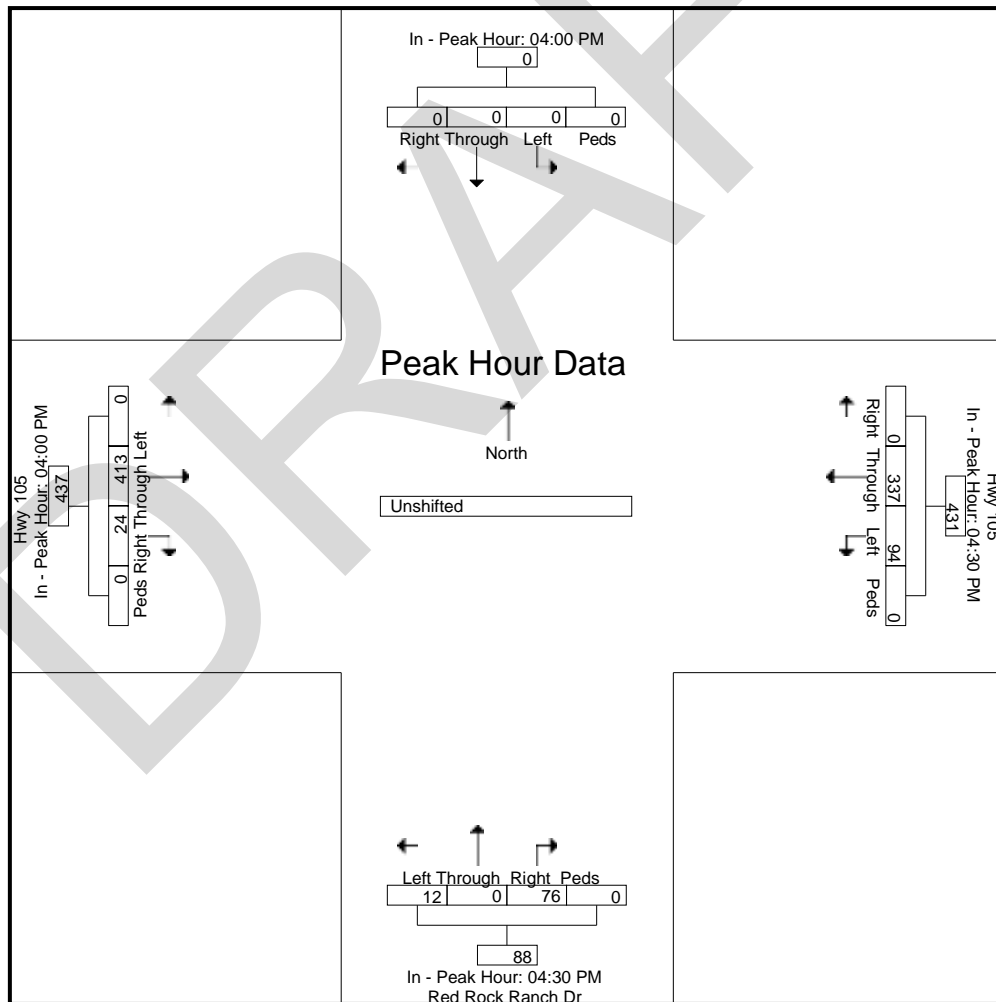 In - Peak Hour: 04:00 PM
0
0 0 0 0
Right Through Left Peds
Peak Hour Data
North
Unshifted
Hwy 105
In - Peak Hour: 04:00 PM
437
0 413 24 0
Peds Right Through Left
Hwy 105
In - Peak Hour: 04:30 PM
431
0 337 94 0
Right Through Left Peds
Left Through Right Peds
12 0 76 0
88
In - Peak Hour: 04:30 PM
Red Rock Ranch Dr
DRAF